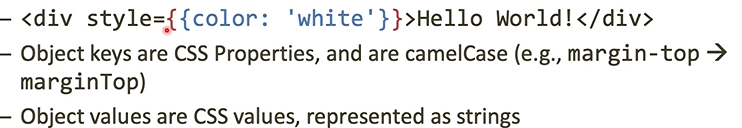 – <div style={{color: 'white'}}>Hello World!</div>
– Object keys are CSS Properties, and are camelCase (e.g., margin-top →
marginTop)
– Object values are CSS values, represented as strings